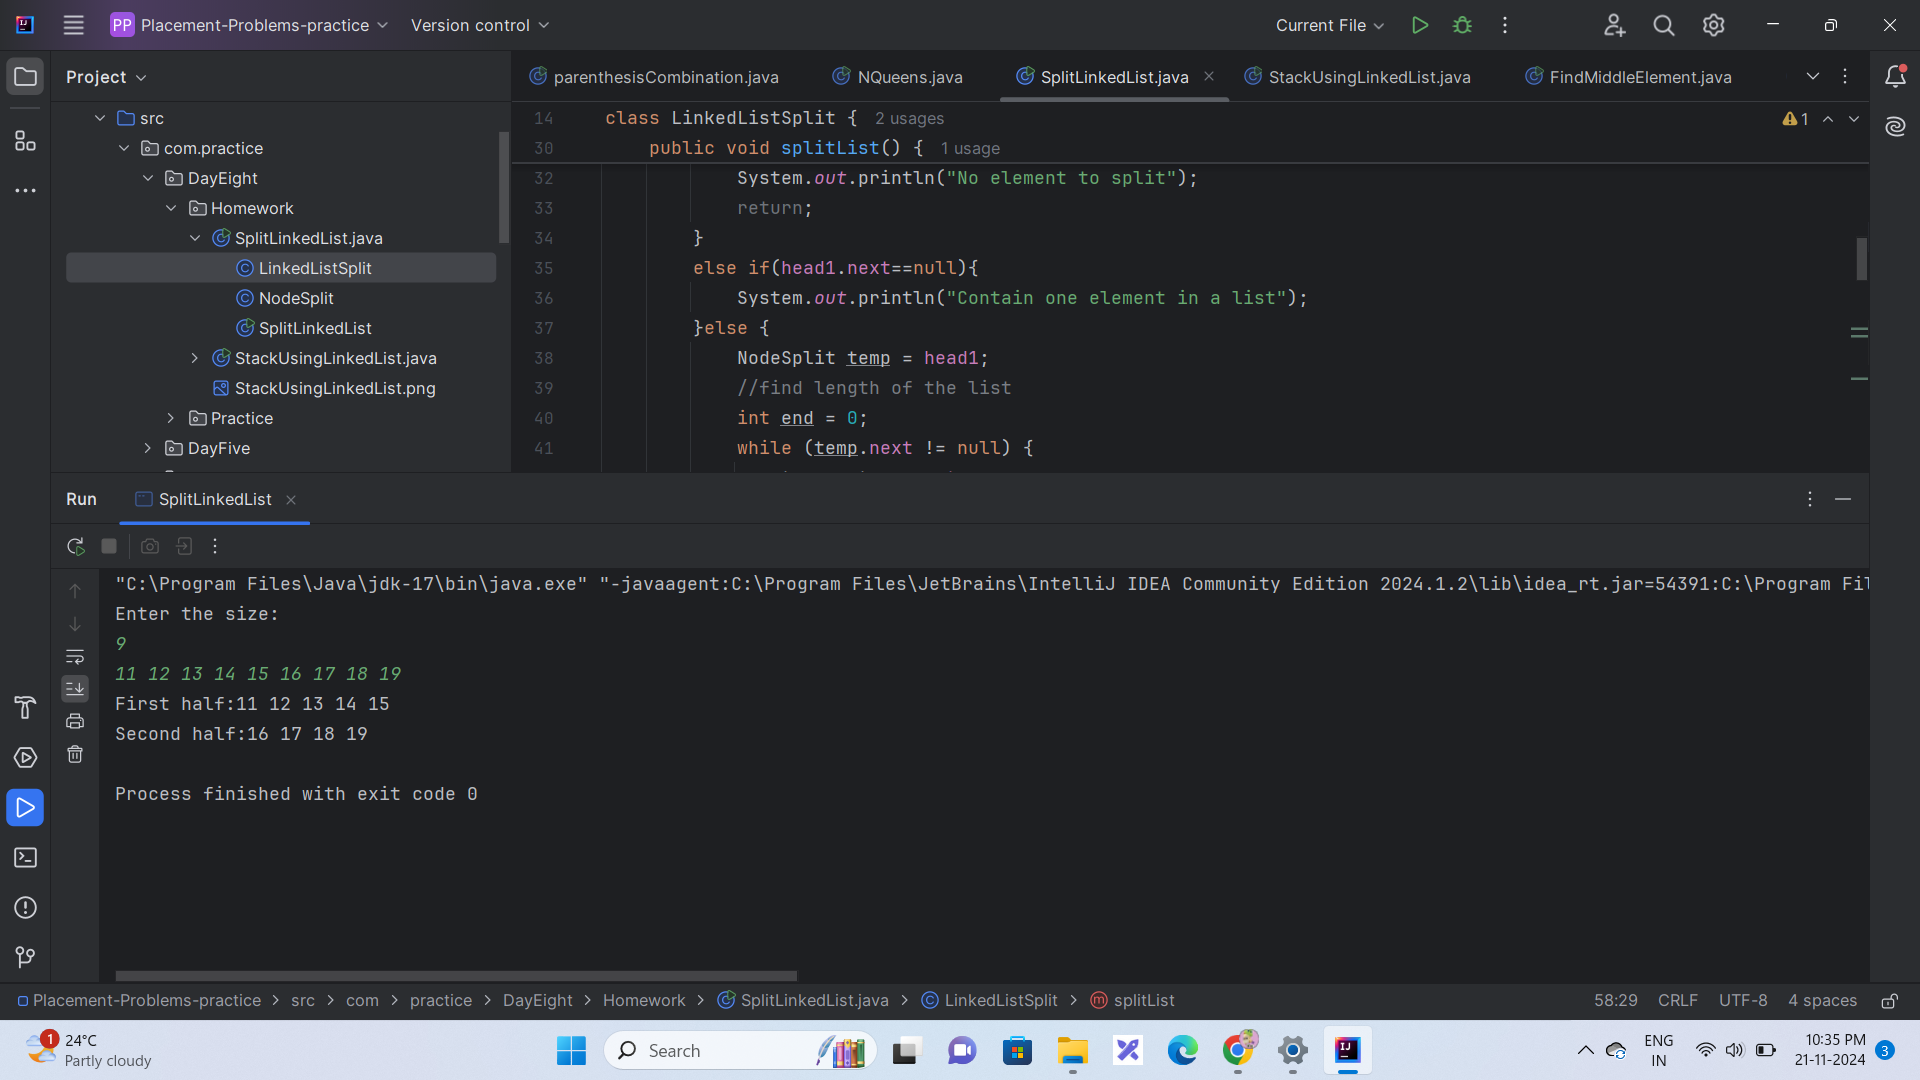 PP Placement-Problems-practice Version control Current File
Project
src
com.practice
DayEight
Homework
SplitLinkedList.java
LinkedListSplit
NodeSplit
SplitLinkedList
StackUsingLinkedList.java
StackUsingLinkedList.png
Practice
DayFive
parenthesisCombination.java NQueens.java SplitLinkedList.java StackUsingLinkedList.java FindMiddleElement.java
14 class LinkedListSplit { 2 usages 1
30 public void splitList() { 1 usage
32 System.out.println("No element to split");
33 return;
34 }
35 else if(head1.next==null){
36 System.out.println("Contain one element in a list");
37 }else {
38 NodeSplit temp = head1;
39 //find length of the list
40 int end = 0;
41 while (temp.next != null) {
Run SplitLinkedList
"C:\Program Files\Java\jdk-17\bin\java.exe" "-javaagent:C:\Program Files\JetBrains\IntelliJ IDEA Community Edition 2024.1.2\lib\idea_rt.jar=54391:C:\Program Fil
Enter the size:
9
11 12 13 14 15 16 17 18 19
First half:11 12 13 14 15
Second half:16 17 18 19
Process finished with exit code 0
Placement-Problems-practice > src > com > practice > DayEight > Homework > SplitLinkedList.java > LinkedListSplit > splitList 58:29 CRLF UTF-8 4 spaces
1 24°C
Partly cloudy
Search
ENG
IN
10:35 PM
21-11-2024
3